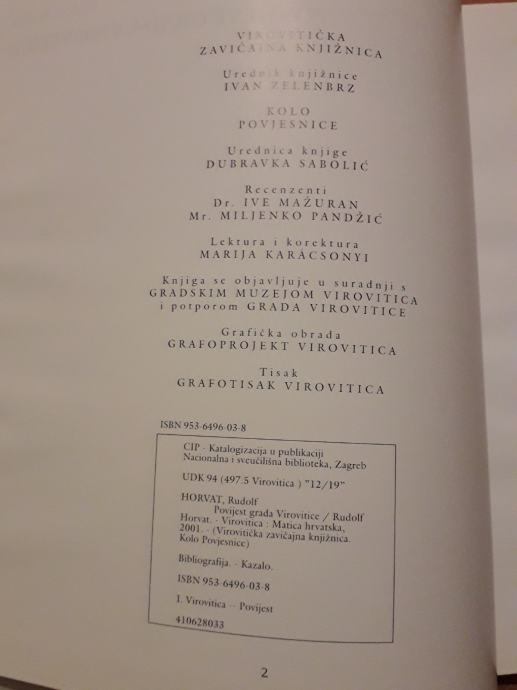 VIROVITIČKA
ZAVIČAJNA KNJIŽNICA
Urednik knjižnice
IVAN ZELENBRZ
KOLO
POVJESNICE
Urednica knjige
DUBRAVKA SABOLIĆ
Recenzenti
Dr. IVE MAŽURAN
Mr. MILJENKO PANDŽIĆ
Lektura i korektura
MARIJA KARÁCSONYI
Knjiga se objavljuje u suradnji s
GRADSKIM MUZEJOM VIROVITICA
i potporom GRADA VIROVITICE
Grafička obrada
GRAFOPROJEKT VIROVITICA
Tisak
GRAFOTISAK VIROVITICA
ISBN 953-6496-03-8
CIP - Katalogizacija u publikaciji
Nacionalna i sveučilišna biblioteka, Zagreb
UDK 94 (497.5 Virovitica ) "12/19"
HORVAT, Rudolf
Povijest grada Virovitice / Rudolf
Horvat. - Virovitica : Matica hrvatska,
2001. - (Virovitička zavičajna knjižnica.
Kolo Povjesnice)
Bibliografija. - Kazalo.
ISBN 953-6496-03-8
I. Virovitica -- Povijest
410628033
2